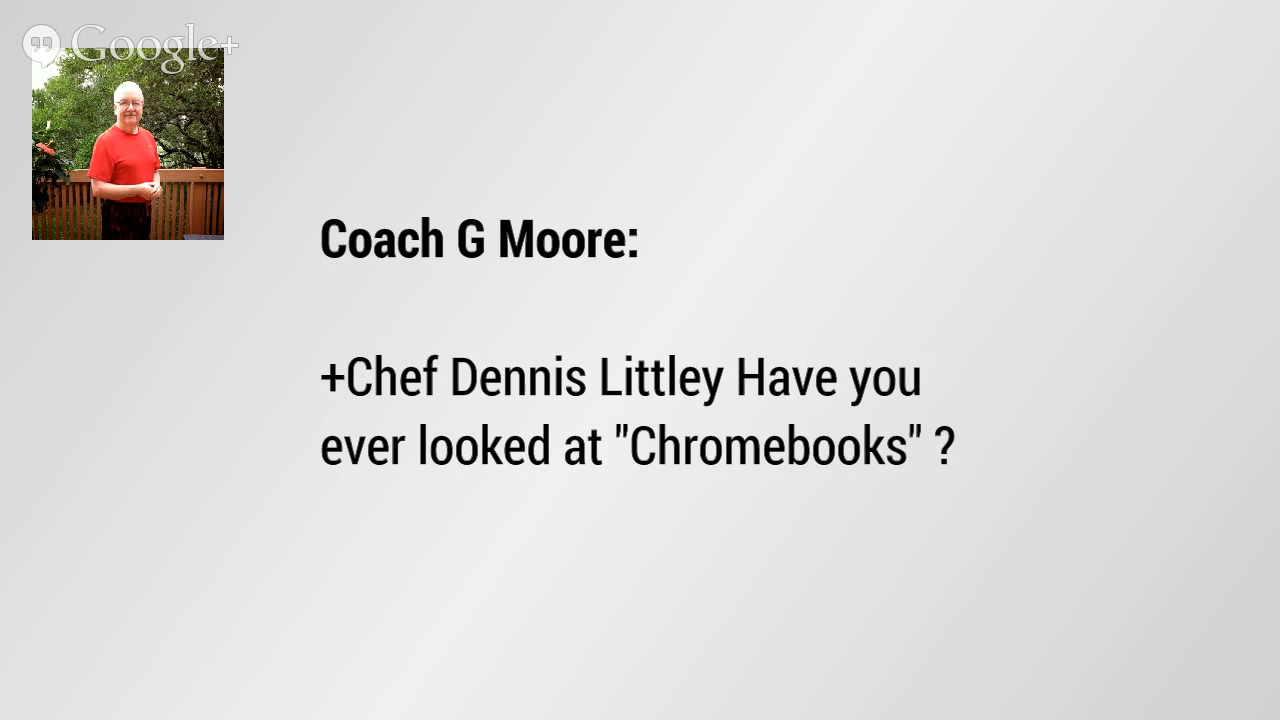 Google+
Coach G Moore:
+Chef Dennis Littley Have you
ever looked at "Chromebooks" ?